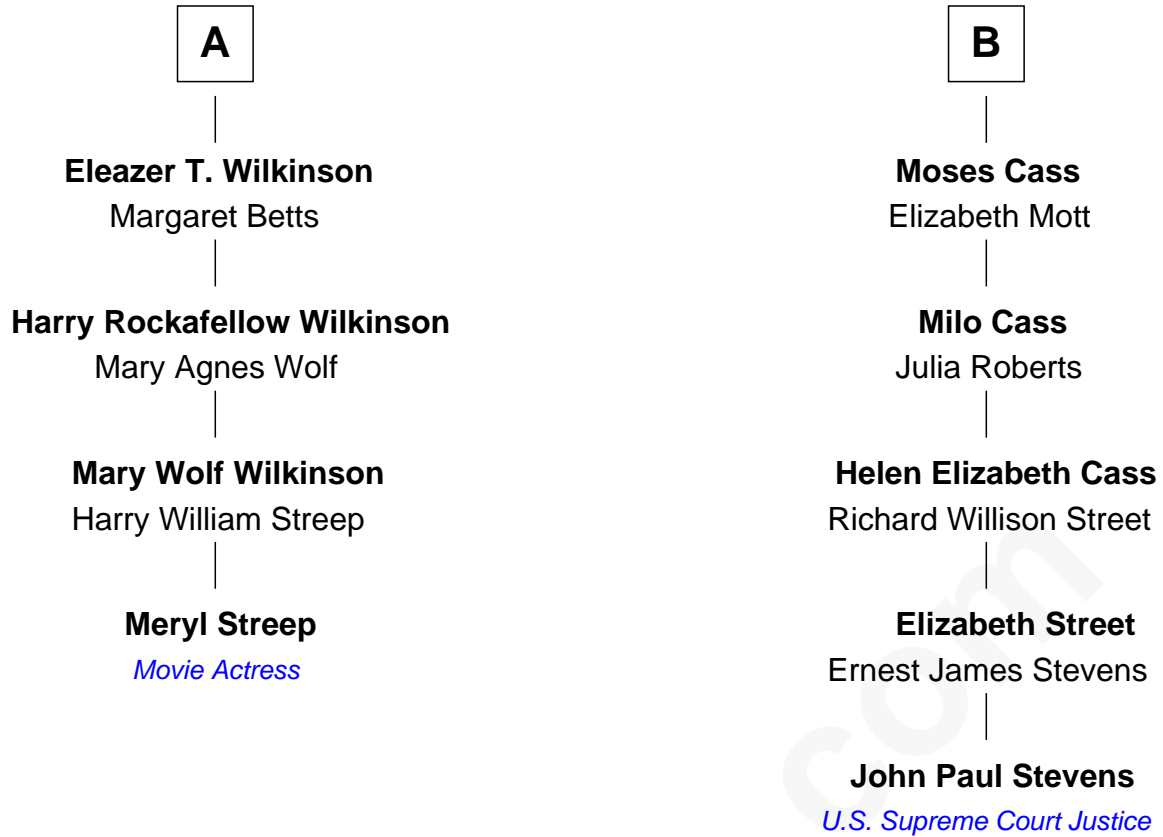 A
Eleazer T. Wilkinson
Margaret Betts
Harry Rockafellow Wilkinson
Mary Agnes Wolf
Mary Wolf Wilkinson
Harry William Streep
Meryl Streep
Movie Actress
B
Moses Cass
Elizabeth Mott
Milo Cass
Julia Roberts
Helen Elizabeth Cass
Richard Willison Street
Elizabeth Street
Ernest James Stevens
John Paul Stevens
U.S. Supreme Court Justice
com